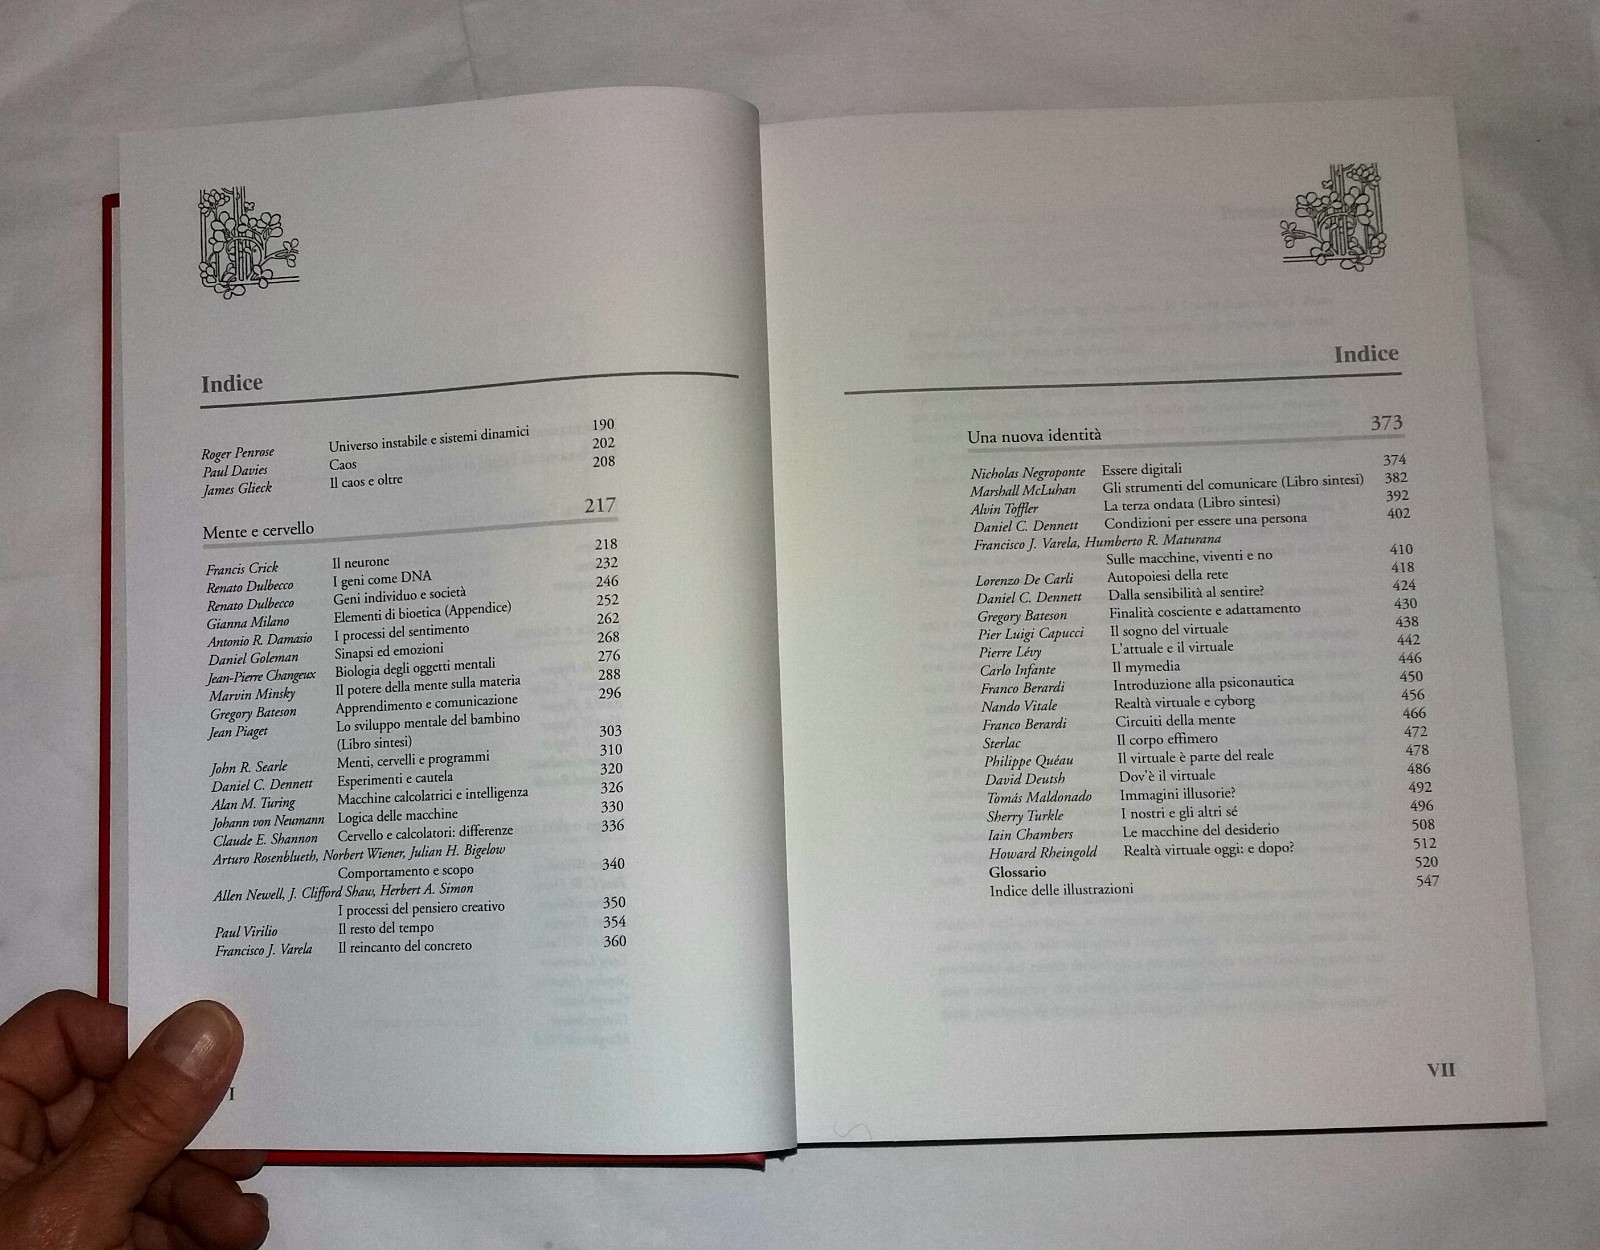 Indice
Roger Penrose Universo instabile e sistemi dinamici 190
Paul Davies Caos 202
James Glieck Il caos e oltre 208
Mente e cervello 217
Francis Crick Il neurone 218
Renato Dulbecco I geni come DNA 232
Renato Dulbecco Geni individuo e società 246
Gianna Milano Elementi di bioetica (Appendice) 252
Antonio R. Damasio I processi del sentimento 262
Daniel Goleman Sinapsi ed emozioni 268
Jean-Pierre Changeux Biologia degli oggetti mentali 276
Marvin Minsky Il potere della mente sulla materia 288
Gregory Bateson Apprendimento e comunicazione 296
Jean Piaget Lo sviluppo mentale del bambino
(Libro sintesi) 303
John R. Searle Menti, cervelli e programmi 310
Daniel C. Dennett Esperimenti e cautela 320
Alan M. Turing Macchine calcolatrici e intelligenza 326
Johann von Neumann Logica delle macchine 330
Claude E. Shannon Cervello e calcolatori: differenze 336
Arturo Rosenblueth, Norbert Wiener, Julian H. Bigelow
Comportamento e scopo 340
Allen Newell, J. Clifford Shaw, Herbert A. Simon
I processi del pensiero creativo 350
Paul Virilio Il resto del tempo 354
Francisco J. Varela Il reincanto del concreto 360
Indice
Una nuova identità 373
Nicholas Negroponte Essere digitali 374
Marshall McLuhan Gli strumenti del comunicare (Libro sintesi) 382
Alvin Toffler La terza ondata (Libro sintesi) 392
Daniel C. Dennett Condizioni per essere una persona 402
Francisco J. Varela, Humberto R. Maturana
Sulle macchine, viventi e no 410
Lorenzo De Carli Autopoiesi della rete 418
Daniel C. Dennett Dalla sensibilità al sentire? 424
Gregory Bateson Finalità cosciente e adattamento 430
Pier Luigi Capucci Il sogno del virtuale 438
Pierre Lévy L'attuale e il virtuale 442
Carlo Infante Il mymedia 446
Franco Berardi Introduzione alla psiconautica 450
Nando Vitale Realtà virtuale e cyborg 456
Franco Berardi Circuiti della mente 466
Sterlac Il corpo effimero 472
Philippe Quéau Il virtuale è parte del reale 478
David Deutsh Dov'è il virtuale 486
Tomás Maldonado Immagini illusorie? 492
Sherry Turkle I nostri e gli altri sé 496
Iain Chambers Le macchine del desiderio 508
Howard Rheingold Realtà virtuale oggi: e dopo? 512
Glossario 520
Indice delle illustrazioni 547
VII